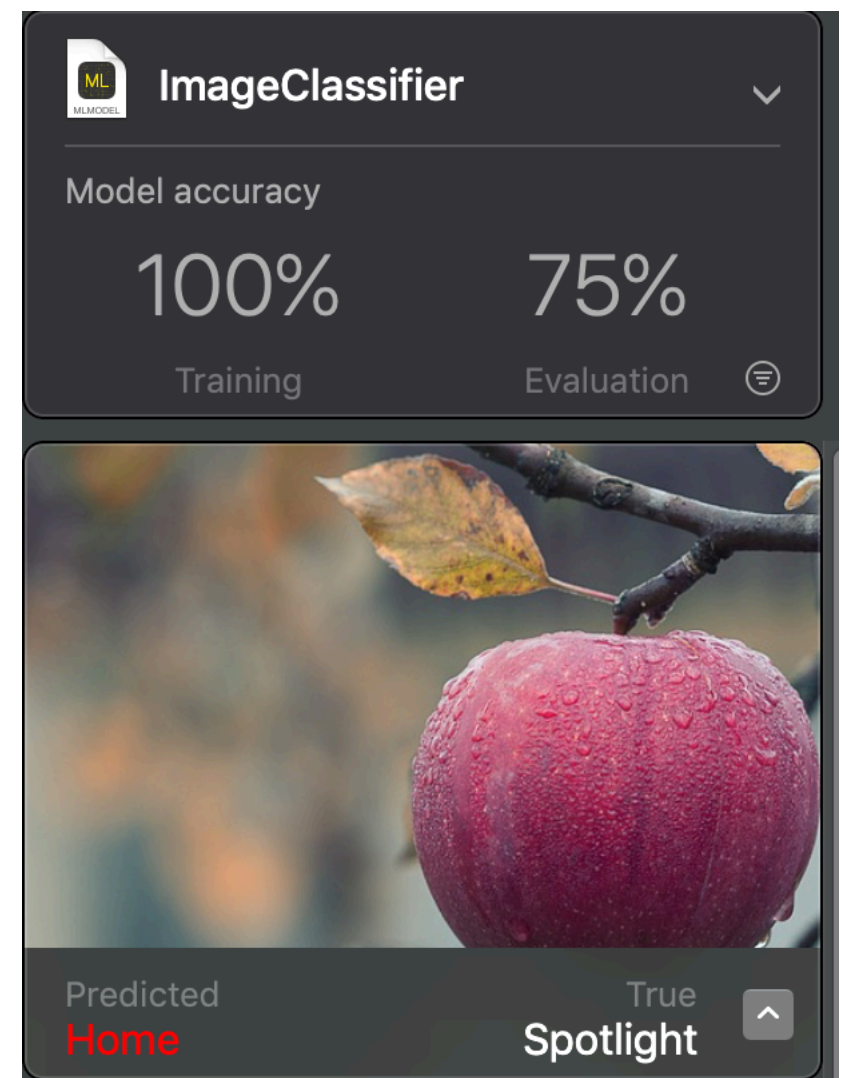 ML
MLMODEL
ImageClassifier
Model accuracy
100% 75%
Training Evaluation
Predicted True
Home Spotlight